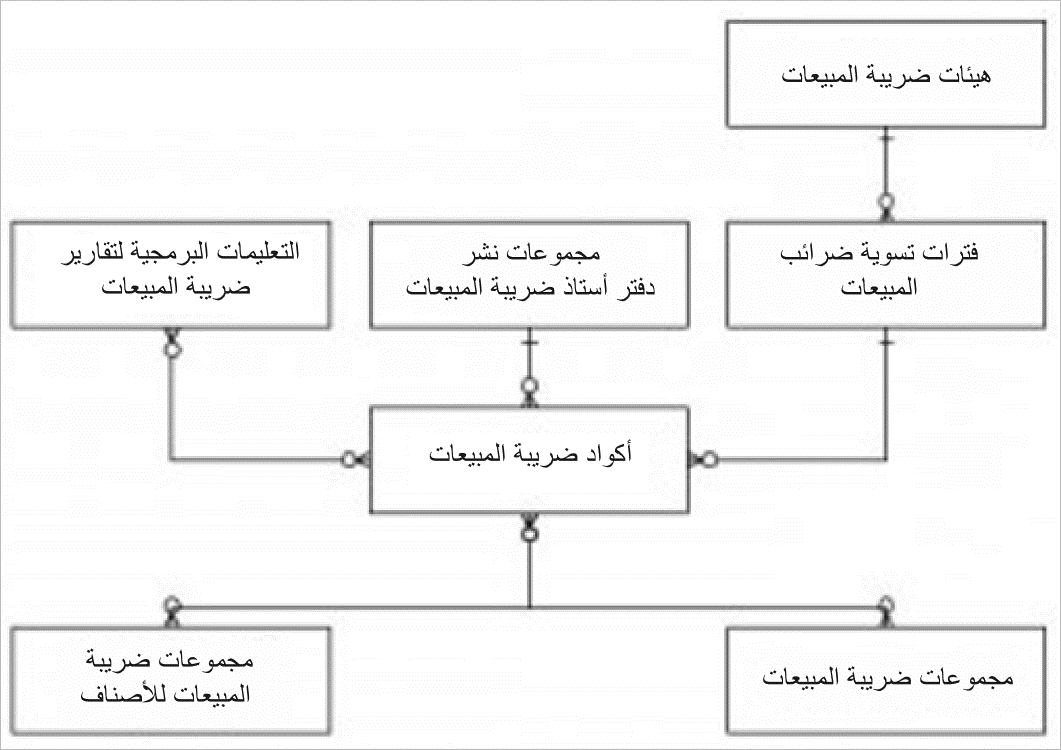 هيئات ضريبة المبيعات
فترات تسوية ضرائب
المبيعات
مجموعات نشر
دفتر أستاذ ضريبة المبيعات
التعليمات البرمجية لتقارير
ضريبة المبيعات
أكواد ضريبة المبيعات
مجموعات ضريبة المبيعات
مجموعات ضريبة
المبيعات للأصناف